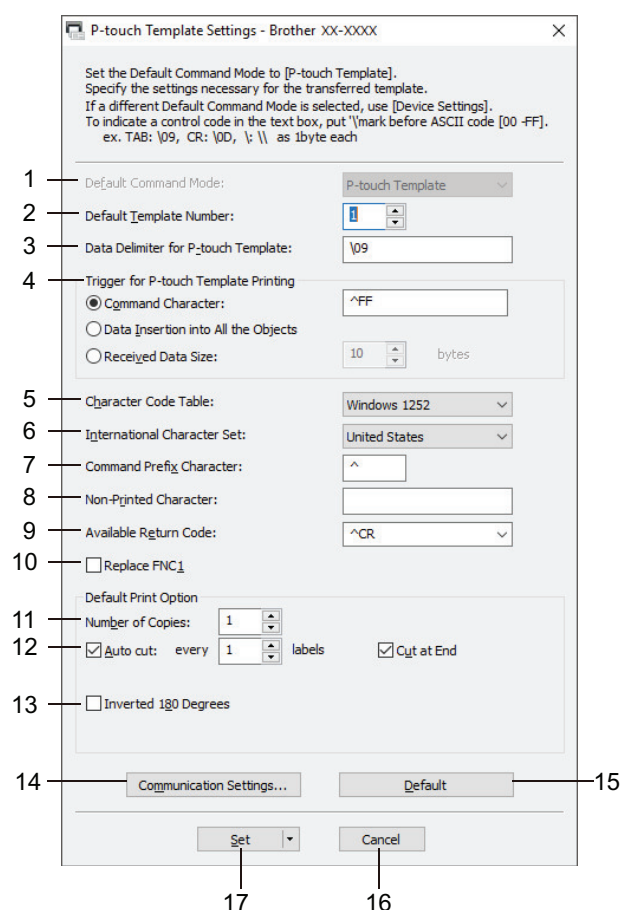 P-touch Template Settings - Brother XX-XXXX
Set the Default Command Mode to [P-touch Template].
Specify the settings necessary for the transferred template.
If a different Default Command Mode is selected, use [Device Settings].
To indicate a control code in the text box, put '\'mark before ASCII code [00 -FF].
ex. TAB: \09, CR: \0D, \: \\ as 1byte each
1 Default Command Mode: P-touch Template
2 Default Template Number: 1
3 Data Delimiter for P-touch Template: \09
4 Trigger for P-touch Template Printing
Command Character: ^FF
Data Insertion into All the Objects
Received Data Size: 10 bytes
5 Character Code Table: Windows 1252
6 International Character Set: United States
7 Command Prefix Character: ^
8 Non-Printed Character:
9 Available Return Code: ^CR
10 Replace FNC1
Default Print Option
11 Number of Copies: 1
12 Auto cut: every 1 labels Cut at End
13 Inverted 180 Degrees
14 Communication Settings... Default 15
Set Cancel
17 16